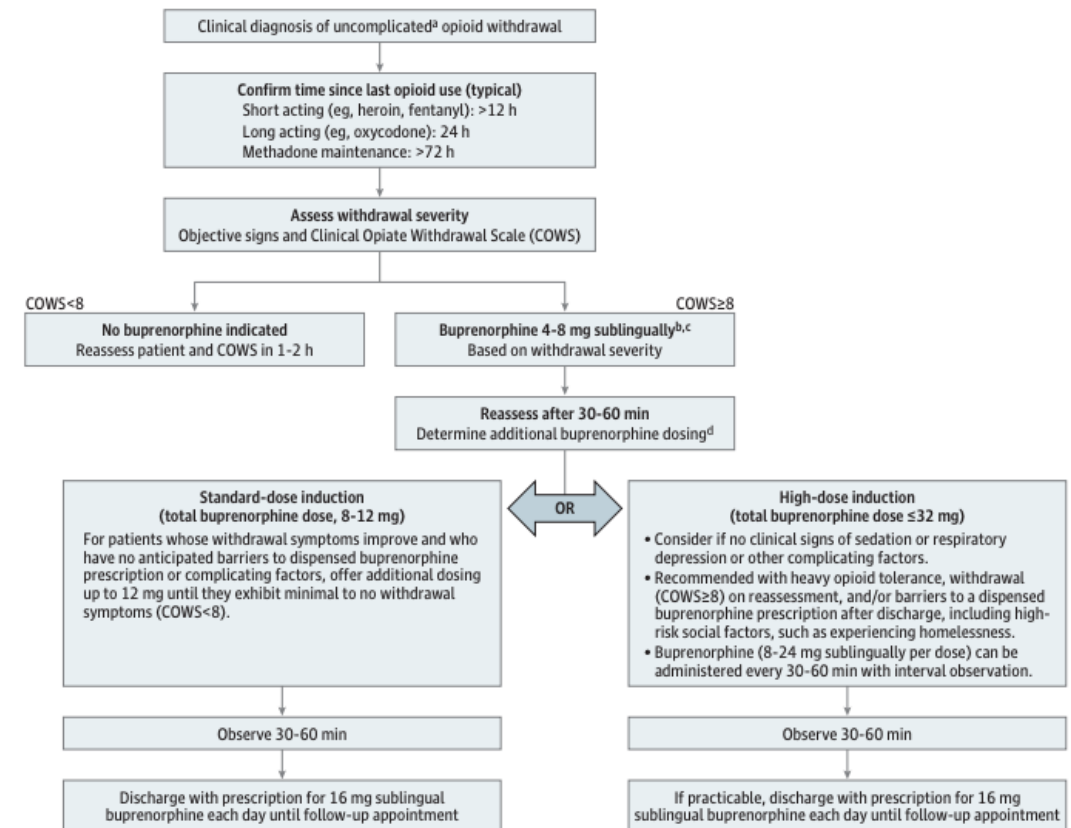 Clinical diagnosis of uncomplicatedᵃ opioid withdrawal
Confirm time since last opioid use (typical)
Short acting (eg, heroin, fentanyl): >12 h
Long acting (eg, oxycodone): 24 h
Methadone maintenance: >72 h
Assess withdrawal severity
Objective signs and Clinical Opiate Withdrawal Scale (COWS)
COWS<8
No buprenorphine indicated
Reassess patient and COWS in 1-2 h
COWS≥8
Buprenorphine 4-8 mg sublinguallyᵇ,ᶜ
Based on withdrawal severity
Reassess after 30-60 min
Determine additional buprenorphine dosingᵈ
Standard-dose induction
(total buprenorphine dose, 8-12 mg)
For patients whose withdrawal symptoms improve and who
have no anticipated barriers to dispensed buprenorphine
prescription or complicating factors, offer additional dosing
up to 12 mg until they exhibit minimal to no withdrawal
symptoms (COWS<8).
OR
High-dose induction
(total buprenorphine dose ≤32 mg)
• Consider if no clinical signs of sedation or respiratory
depression or other complicating factors.
• Recommended with heavy opioid tolerance, withdrawal
(COWS≥8) on reassessment, and/or barriers to a dispensed
buprenorphine prescription after discharge, including high-
risk social factors, such as experiencing homelessness.
• Buprenorphine (8-24 mg sublingually per dose) can be
administered every 30-60 min with interval observation.
Observe 30-60 min
Discharge with prescription for 16 mg sublingual
buprenorphine each day until follow-up appointment
Observe 30-60 min
If practicable, discharge with prescription for 16 mg
sublingual buprenorphine each day until follow-up appointment